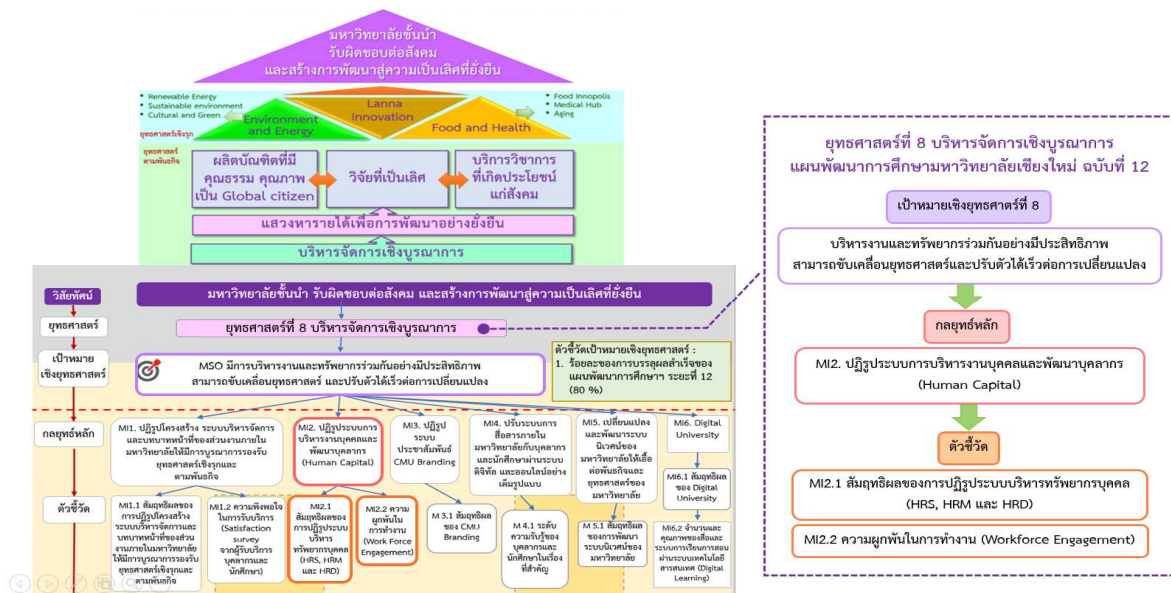 มหาวิทยาลัยชั้นนำ
รับผิดชอบต่อสังคม
และสร้างการพัฒนาสู่ความเป็นเลิศที่ยั่งยืน
• Renewable Energy
• Sustainable environment
• Cultural and Green
ยุทธศาสตร์เชิงรุก
Environment
and Energy
Lanna
Innovation
Food and Health
• Food Innopolis
• Medical Hub
• Aging
ยุทธศาสตร์
ตามพันธกิจ
ผลิตบัณฑิตที่มี
คุณธรรม คุณภาพ
เป็น Global citizen
วิจัยที่เป็นเลิศ
บริการวิชาการ
ที่เกิดประโยชน์
แก่สังคม
แสวงหารายได้เพื่อการพัฒนาอย่างยั่งยืน
บริหารจัดการเชิงบูรณาการ
วิสัยทัศน์
มหาวิทยาลัยชั้นนำ รับผิดชอบต่อสังคม และสร้างการพัฒนาสู่ความเป็นเลิศที่ยั่งยืน
ยุทธศาสตร์
ยุทธศาสตร์ที่ 8 บริหารจัดการเชิงบูรณาการ
เป้าหมาย
เชิงยุทธศาสตร์
MSO มีการบริหารงานและทรัพยากรร่วมกันอย่างมีประสิทธิภาพ
สามารถขับเคลื่อนยุทธศาสตร์ และปรับตัวได้เร็วต่อการเปลี่ยนแปลง
ตัวชี้วัดเป้าหมายเชิงยุทธศาสตร์ :
1. ร้อยละของการบรรลุผลสำเร็จของ
แผนพัฒนาการศึกษาฯ ระยะที่ 12
(80 %)
กลยุทธ์หลัก
MI1. ปฏิรูปโครงสร้าง ระบบบริหารจัดการ
และบทบาทหน้าที่ของส่วนงานภายใน
มหาวิทยาลัยให้มีการบูรณาการรองรับ
ยุทธศาสตร์เชิงรุกและ
ตามพันธกิจ
MI2. ปฏิรูประบบการ
บริหารงานบุคคลและ
พัฒนาบุคลากร
(Human Capital)
MI3. ปฏิรูป
ระบบ
ประชาสัมพันธ์
CMU Branding
MI4. ปรับระบบการ
สื่อสารภายใน
มหาวิทยาลัยกับบุคลากร
และนักศึกษาผ่านระบบ
ดิจิทัล และออนไลน์อย่าง
เต็มรูปแบบ
MI5. เปลี่ยนแปลง
และพัฒนาระบบ
นิเวศน์ของ
มหาวิทยาลัยให้เอื้อ
ต่อพันธกิจและ
ยุทธศาสตร์ของ
มหาวิทยาลัย
MI6. Digital
University
MI6.1 สัมฤทธิผล
ของ Digital
University
ตัวชี้วัด
MI1.1 สัมฤทธิผลของ
การปฏิรูปโครงสร้าง
ระบบบริหารจัดการและ
บทบาทหน้าที่ของส่วน
งานภายในมหาวิทยาลัย
ให้มีการบูรณาการรองรับ
ยุทธศาสตร์เชิงรุกและ
ตามพันธกิจ
MI1.2 ความพึงพอใจ
ในการรับบริการ
(Satisfaction
survey
จากผู้รับบริการ
บุคลากรและ
นักศึกษา)
MI2.1
สัมฤทธิผลของ
การปฏิรูประบบ
บริหาร
ทรัพยากรบุคคล
(HRS, HRM
และ HRD)
MI2.2 ความ
ผูกพันใน
การทำงาน
(Work Force
Engagement)
M 3.1 สัมฤทธิผล
ของ CMU
Branding
M 4.1 ระดับ
ความรับรู้ของ
บุคลากรและ
นักศึกษาในเรื่อง
ที่สำคัญ
M 5.1 สัมฤทธิผล
ของการพัฒนา
ระบบนิเวศน์ของ
มหาวิทยาลัย
MI6.2 จำนวนและ
คุณภาพของสื่อและ
ระบบการเรียนการสอน
ผ่านระบบเทคโนโลยี
สารสนเทศ (Digital
Learning)
ยุทธศาสตร์ที่ 8 บริหารจัดการเชิงบูรณาการ
แผนพัฒนาการศึกษามหาวิทยาลัยเชียงใหม่ ฉบับที่ 12
เป้าหมายเชิงยุทธศาตร์ที่ 8
บริหารงานและทรัพยากรร่วมกันอย่างมีประสิทธิภาพ
สามารถขับเคลื่อนยุทธศาสตร์และปรับตัวได้เร็วต่อการเปลี่ยนแปลง
กลยุทธ์หลัก
MI2. ปฏิรูประบบการบริหารงานบุคคลและพัฒนาบุคลากร
(Human Capital)
ตัวชี้วัด
MI2.1 สัมฤทธิผลของการปฏิรูประบบบริหารทรัพยากรบุคคล
(HRS, HRM และ HRD)
MI2.2 ความผูกพันในการทำงาน (Workforce Engagement)